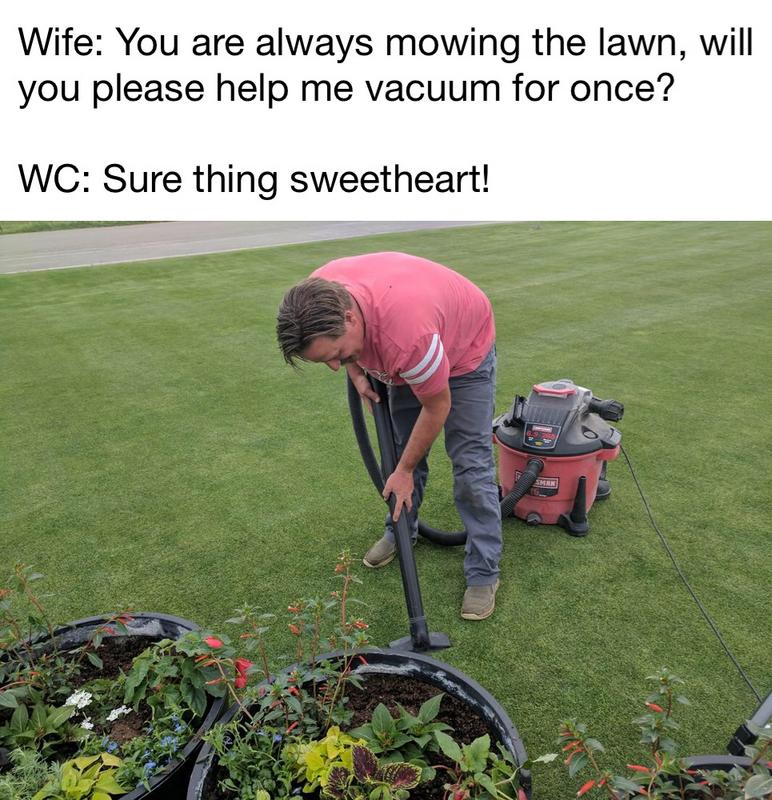 Wife: You are always mowing the lawn, will
you please help me vacuum for once?
WC: Sure thing sweetheart!